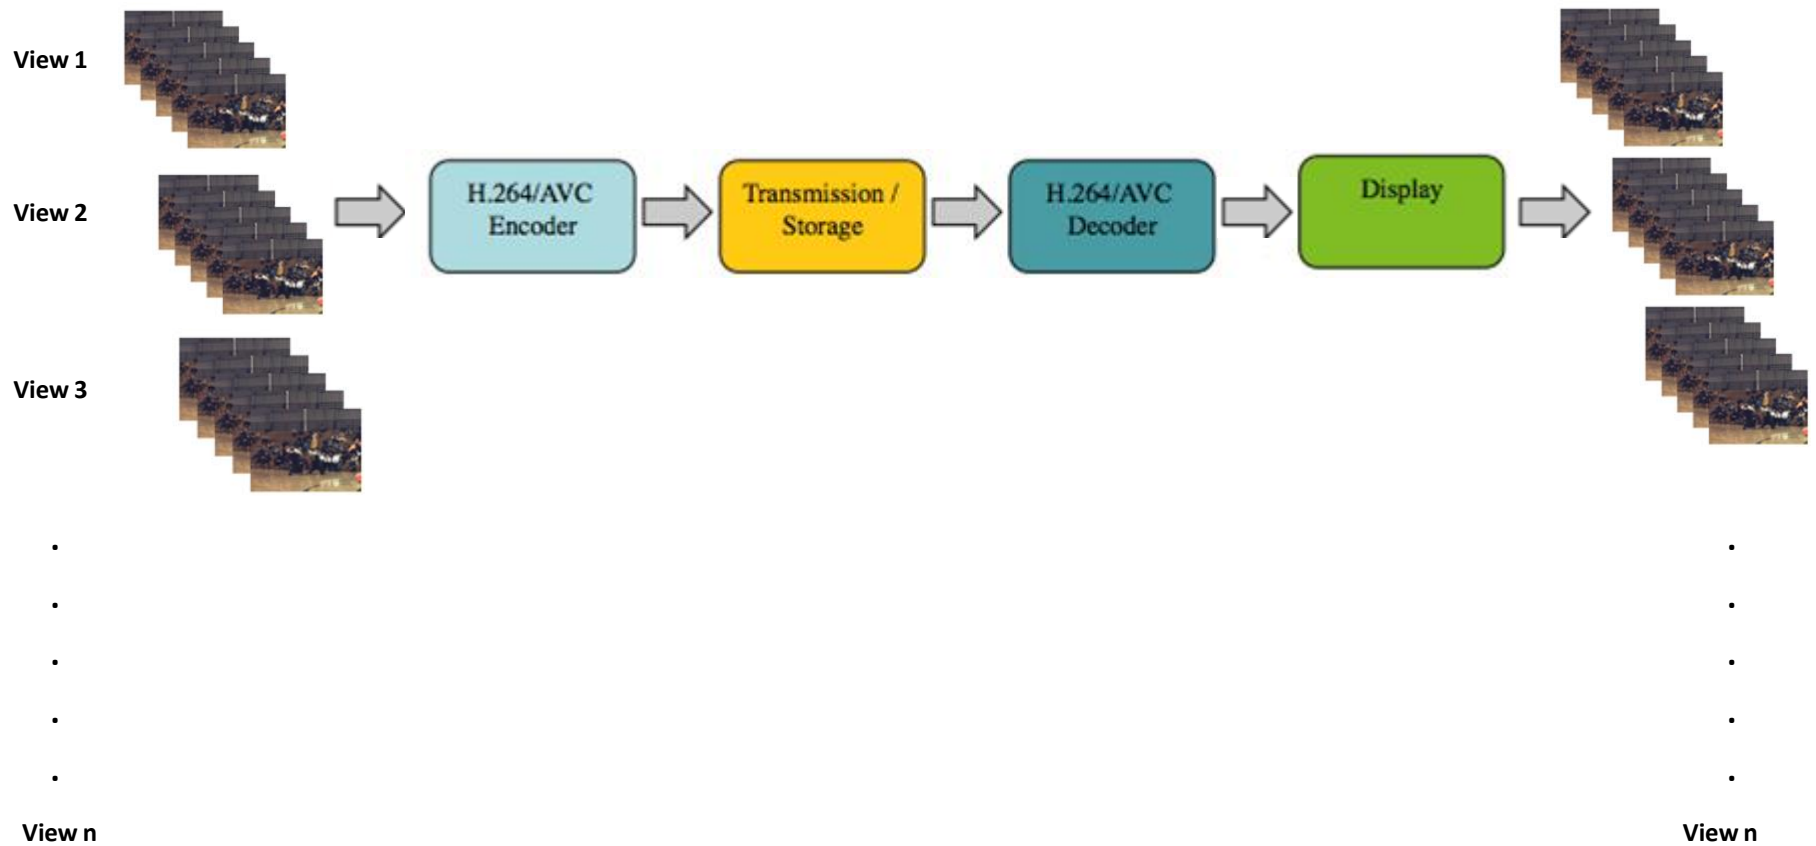 View 1
View 2
View 3
H.264/AVC
Encoder
Transmission /
Storage
H.264/AVC
Decoder
Display
.
.
.
.
.
.
.
.
.
.
View n
View n